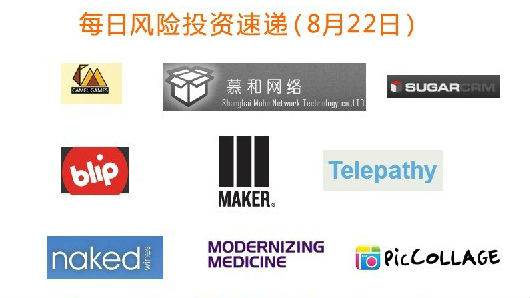 每日风险投资速递(8月22日)
CAMEL GAMES
慕和网络
Shanghai Muhe Network Technology co.LTD
SUGARCRM
blip
MAKER®
Telepathy
naked wines
MODERNIZING
MEDICINE
PicCOLLAGE